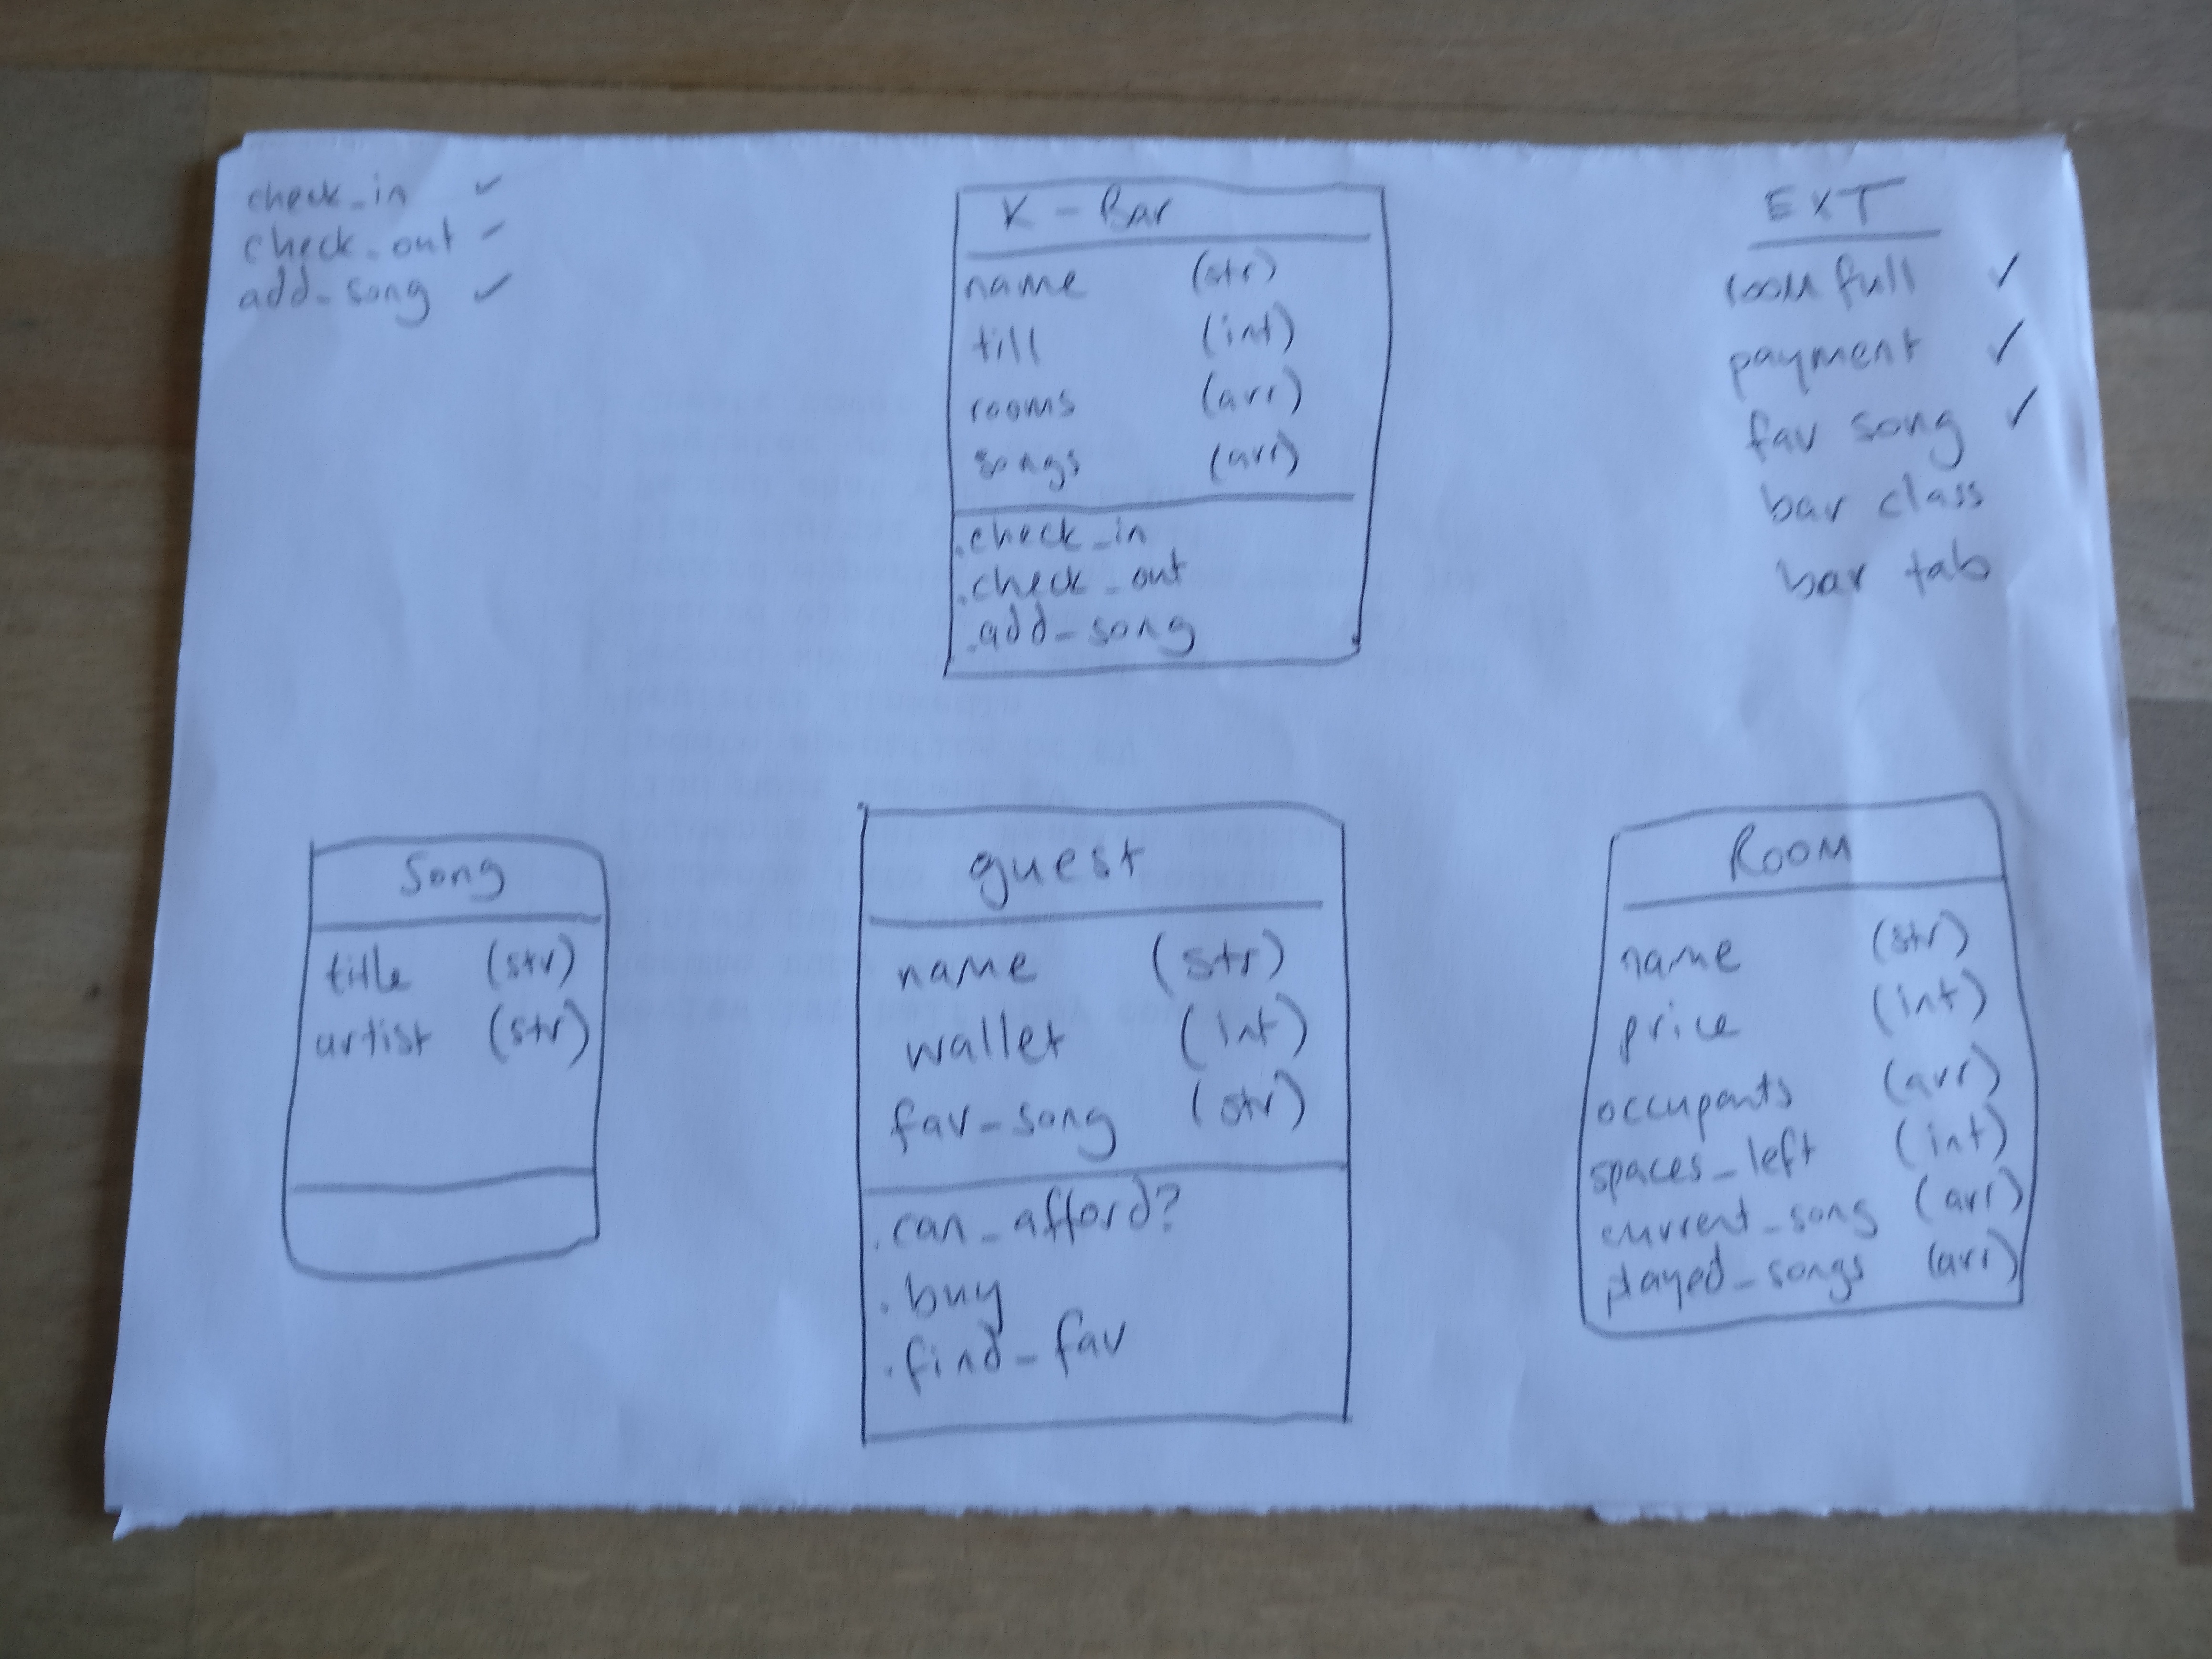 check_in ✓
check_out ✓
add_song ✓
K - Bar
name (str)
till (int)
rooms (arr)
songs (arr)
.check_in
.check_out
.add_song
EXT
room full ✓
payment ✓
fav song ✓
bar class
bar tab
Song
title (str)
artist (str)
guest
name (str)
wallet (int)
fav_song (str)
.can_afford?
.buy
.find_fav
ROOM
name (str)
price (int)
occupants (arr)
spaces_left (int)
current_song (arr)
played_songs (arr)